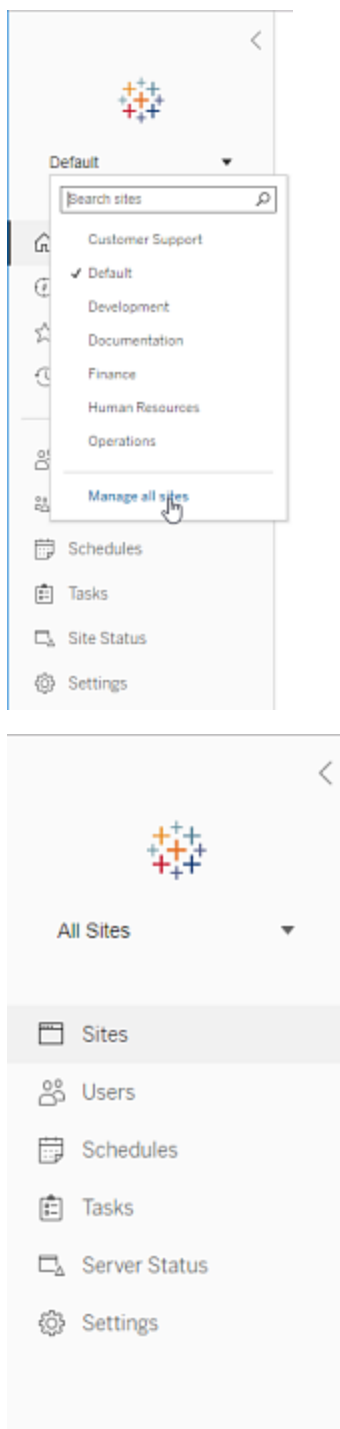 Default
Search sites
Customer Support
Default
Development
Documentation
Finance
Human Resources
Operations
Manage all sites
Schedules
Tasks
Site Status
Settings
All Sites
Sites
Users
Schedules
Tasks
Server Status
Settings